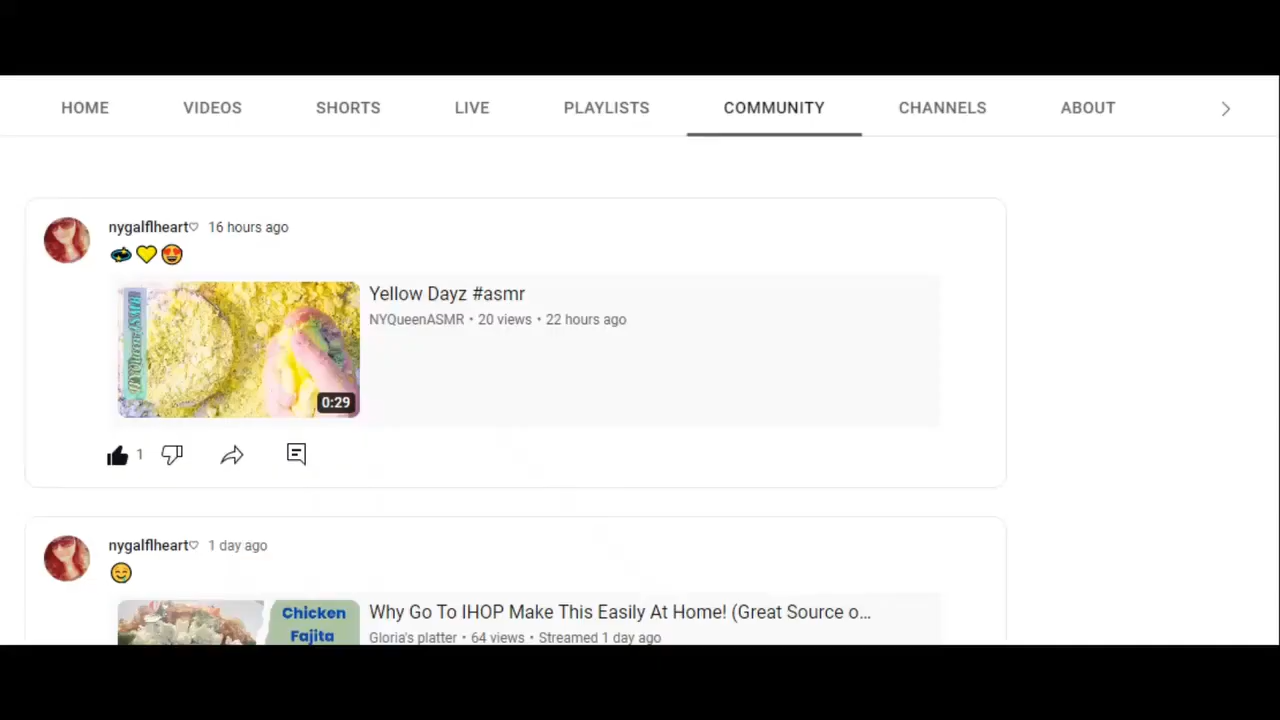 HOME VIDEOS SHORTS LIVE PLAYLISTS COMMUNITY CHANNELS ABOUT
nygalflheart♡ 16 hours ago
💫💛😍
NYQueenASMR
0:29
Yellow Dayz #asmr
NYQueenASMR • 20 views • 22 hours ago
1
nygalflheart♡ 1 day ago
😊
Chicken
Fajita
Why Go To IHOP Make This Easily At Home! (Great Source o...
Gloria's platter • 64 views • Streamed 1 day ago